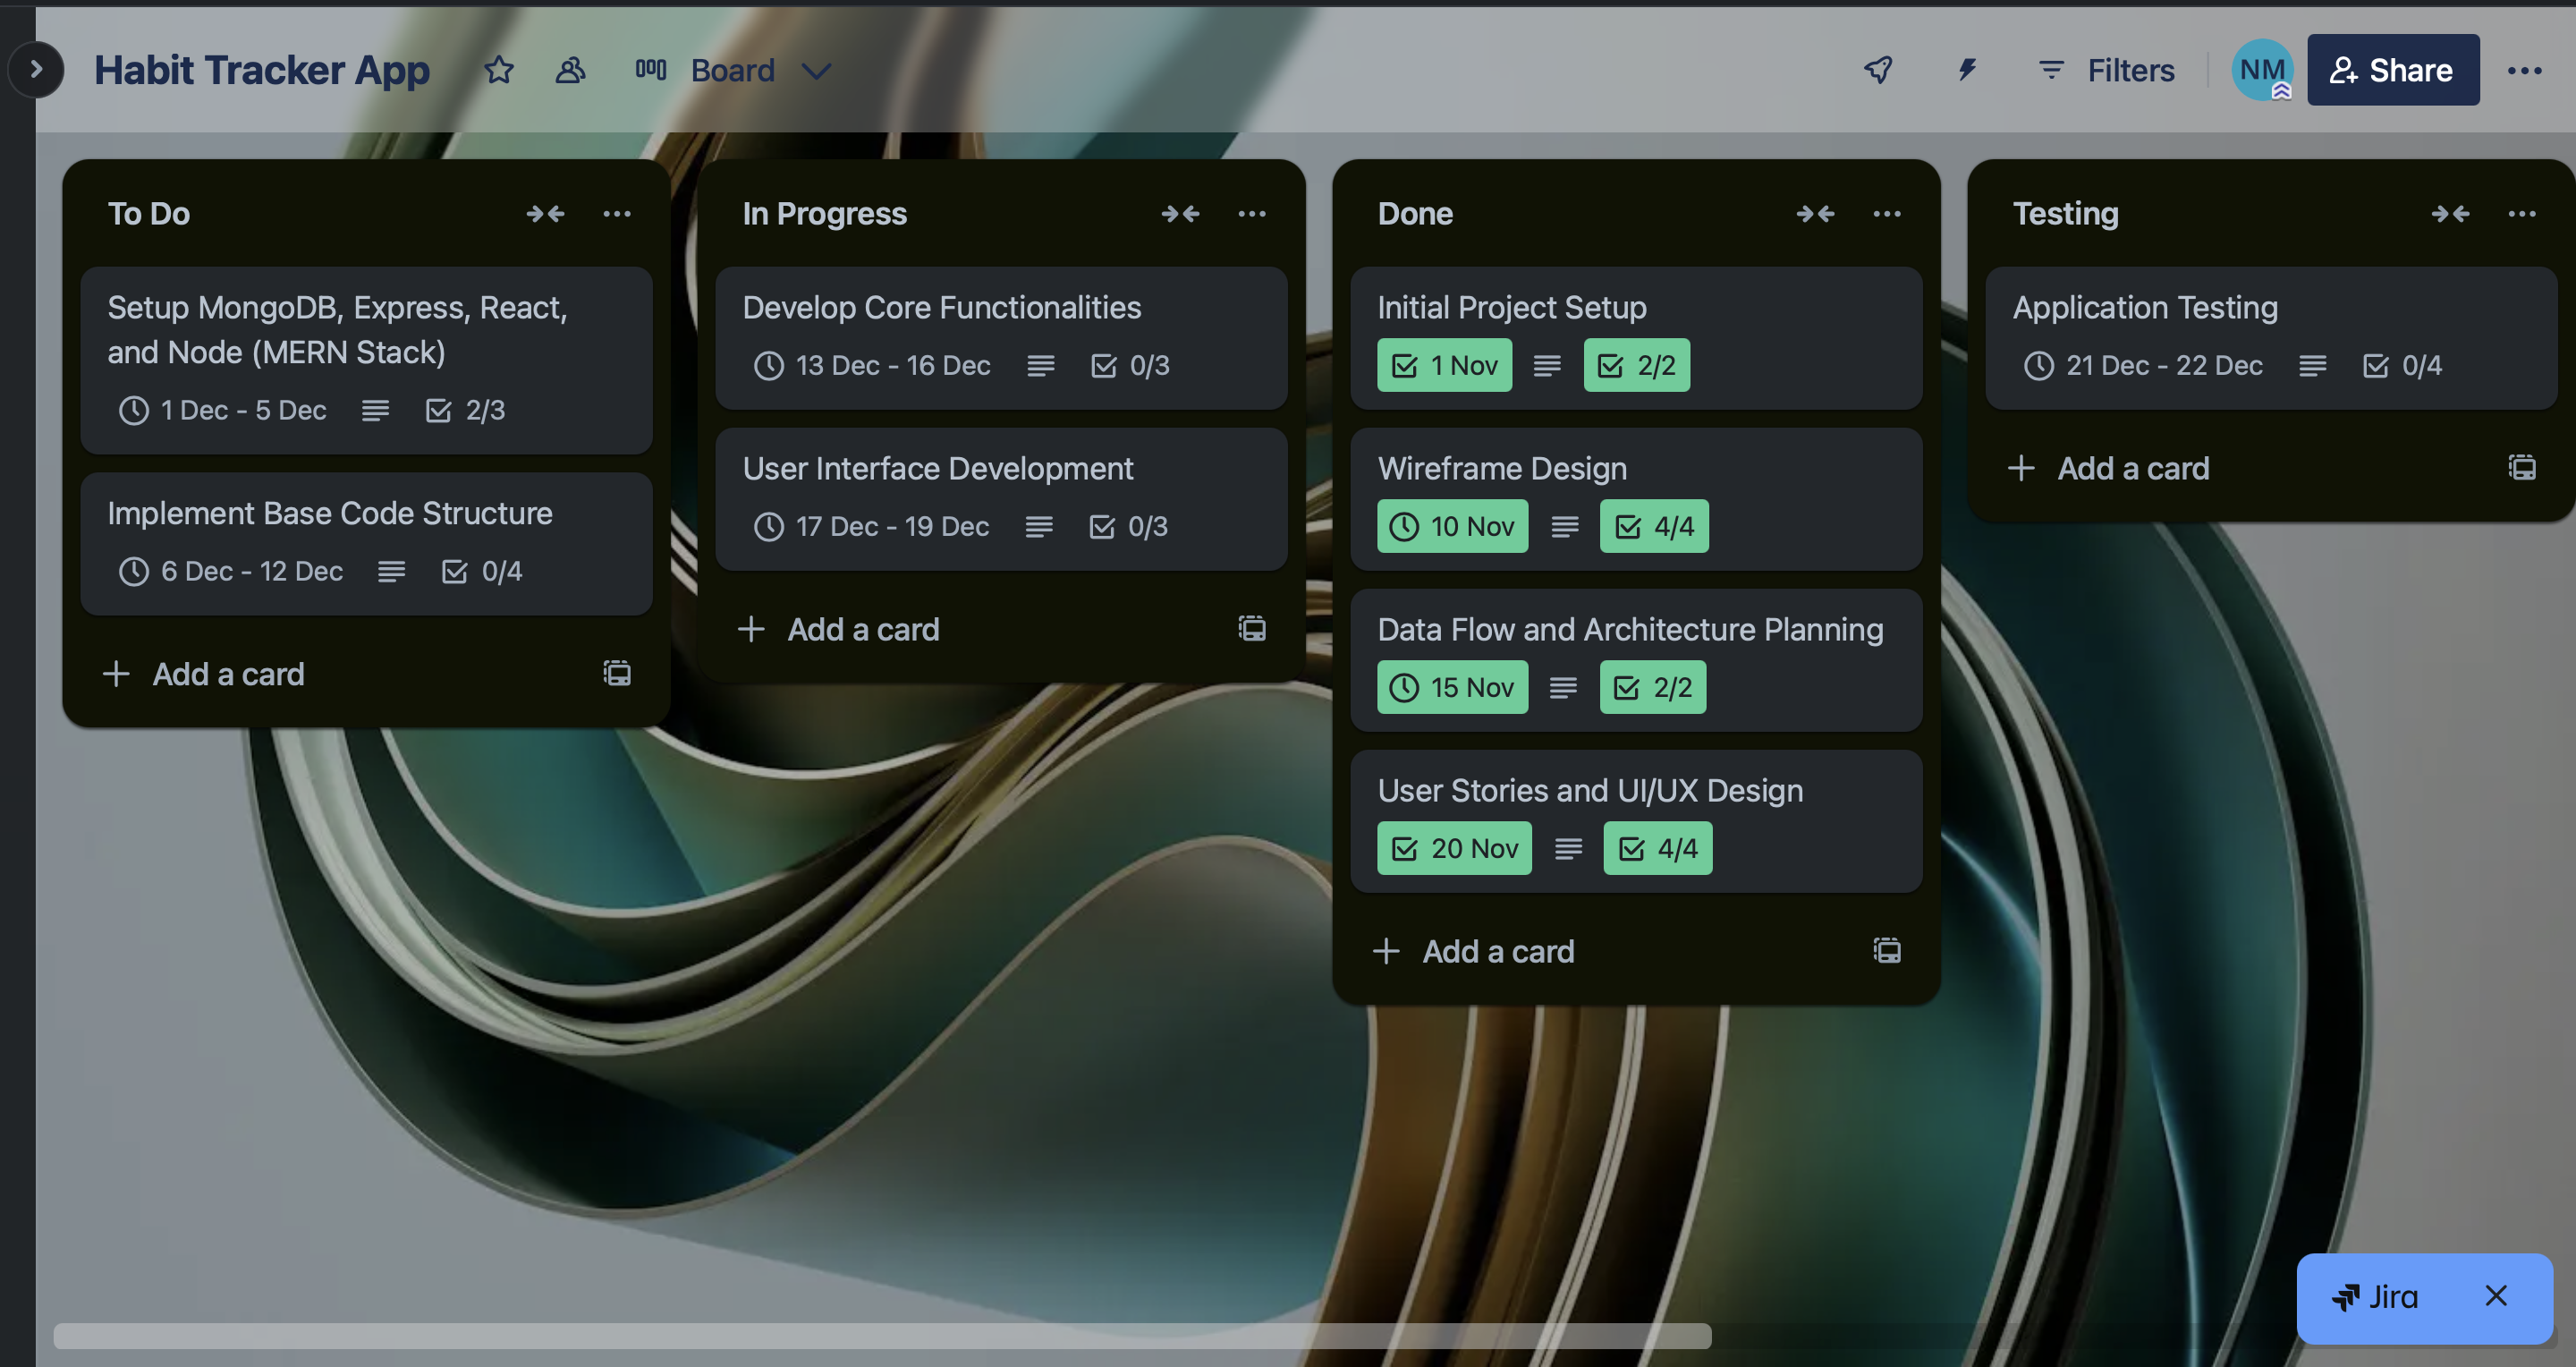 Habit Tracker App
Board
Filters
NM
Share
To Do
Setup MongoDB, Express, React,
and Node (MERN Stack)
1 Dec - 5 Dec 2/3
Implement Base Code Structure
6 Dec - 12 Dec 0/4
Add a card
In Progress
Develop Core Functionalities
13 Dec - 16 Dec 0/3
User Interface Development
17 Dec - 19 Dec 0/3
Add a card
Done
Initial Project Setup
1 Nov 2/2
Wireframe Design
10 Nov 4/4
Data Flow and Architecture Planning
15 Nov 2/2
User Stories and UI/UX Design
20 Nov 4/4
Add a card
Testing
Application Testing
21 Dec - 22 Dec 0/4
Add a card
Jira